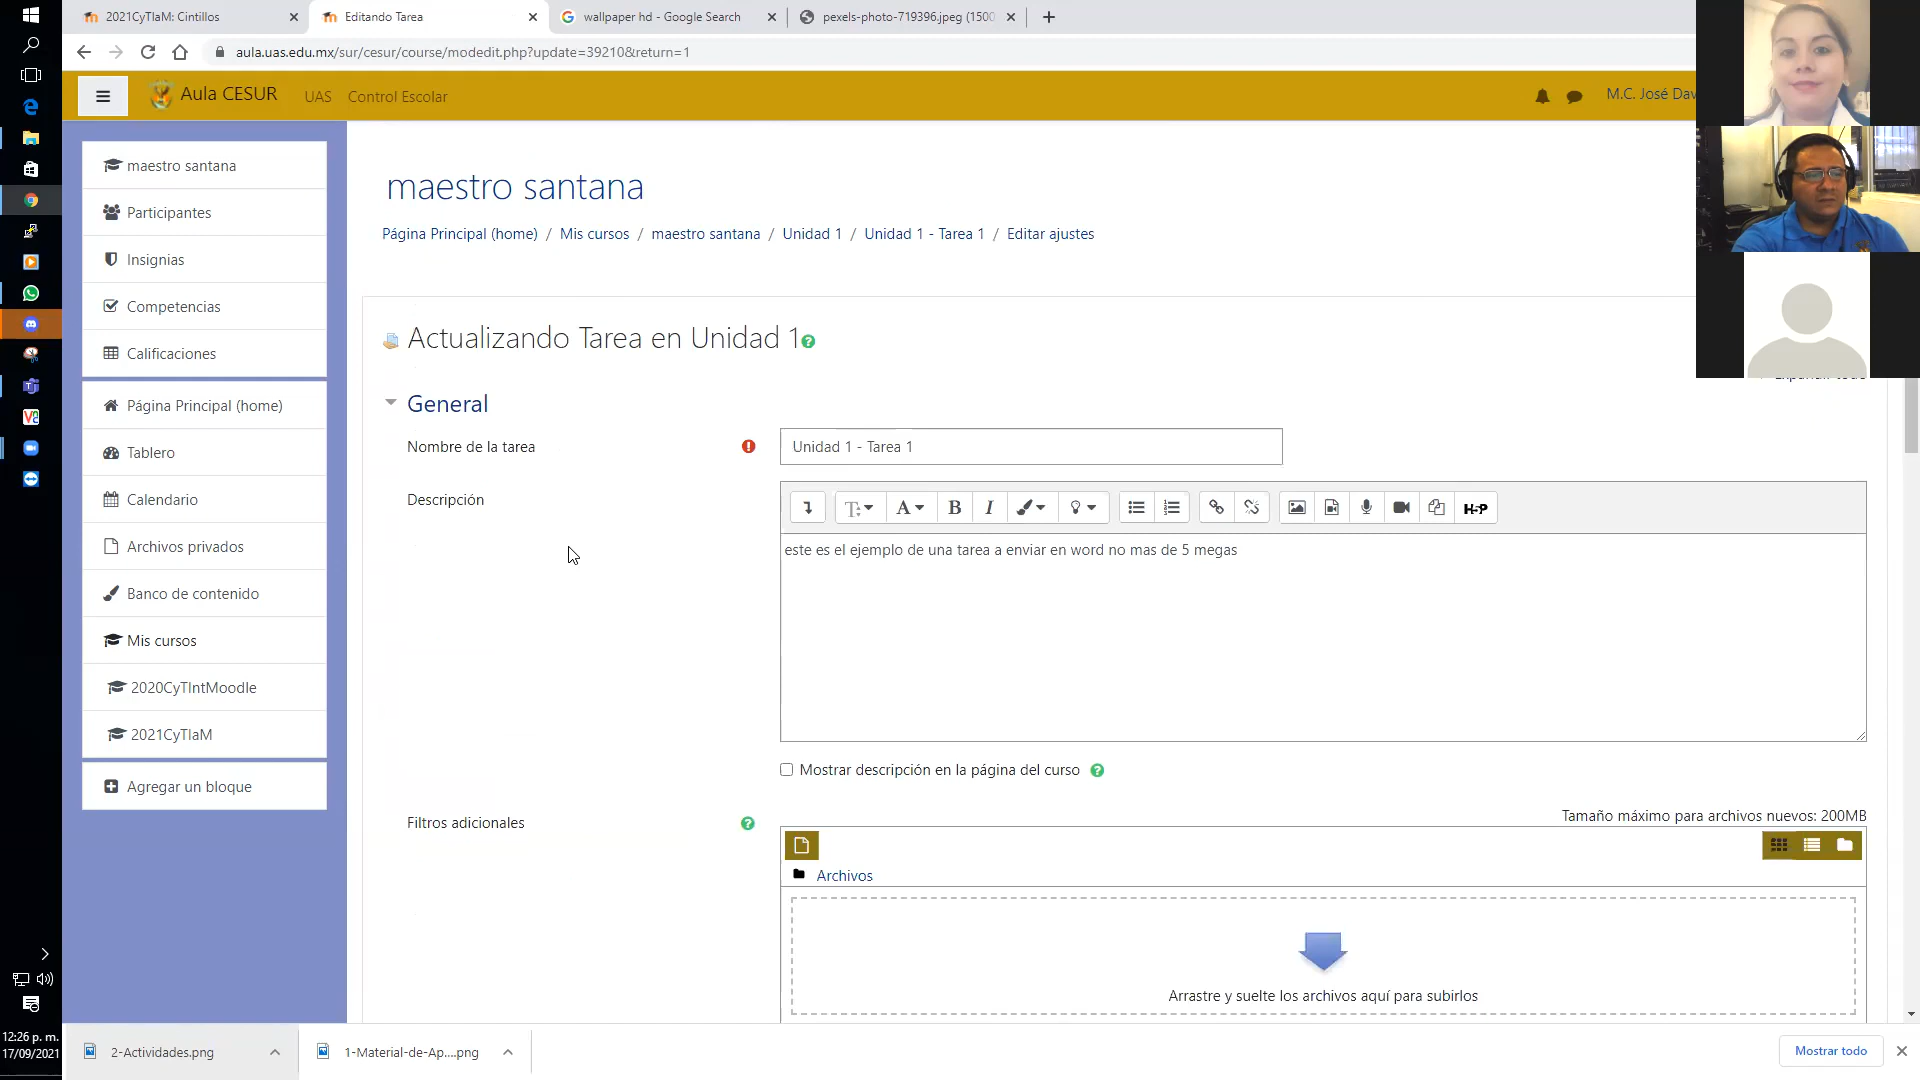 2021CyTIaM: Cintillos
Editando Tarea
wallpaper hd - Google Search
pexels-photo-719396.jpeg (1500
aula.uas.edu.mx/sur/cesur/course/modedit.php?update=39210&return=1
Aula CESUR
UAS
Control Escolar
M.C. José Dav
maestro santana
Participantes
Insignias
Competencias
Calificaciones
Página Principal (home)
Tablero
Calendario
Archivos privados
Banco de contenido
Mis cursos
2020CyTIntMoodle
2021CyTIaM
Agregar un bloque
maestro santana
Página Principal (home) / Mis cursos / maestro santana / Unidad 1 / Unidad 1 - Tarea 1 / Editar ajustes
Actualizando Tarea en Unidad 1
General
Nombre de la tarea
Unidad 1 - Tarea 1
Descripción
H-P
este es el ejemplo de una tarea a enviar en word no mas de 5 megas
Mostrar descripción en la página del curso
Filtros adicionales
Tamaño máximo para archivos nuevos: 200MB
Archivos
Arrastre y suelte los archivos aquí para subirlos
12:26 p. m.
17/09/2021
2-Actividades.png
1-Material-de-Ap....png
Mostrar todo